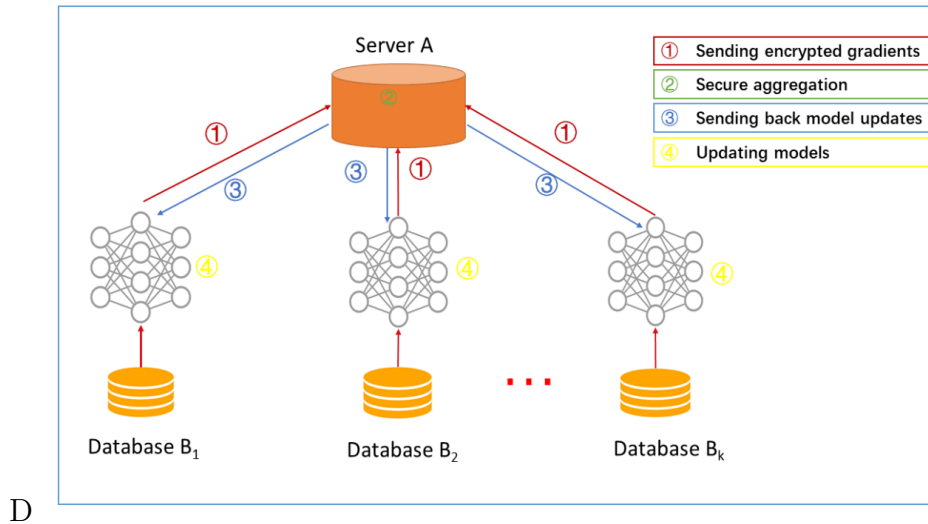 Server A
① Sending encrypted gradients
② Secure aggregation
③ Sending back model updates
④ Updating models
②
① ③ ③ ① ① ③
④ ④ ④
...
Database B₁ Database B₂ Database Bₖ
D